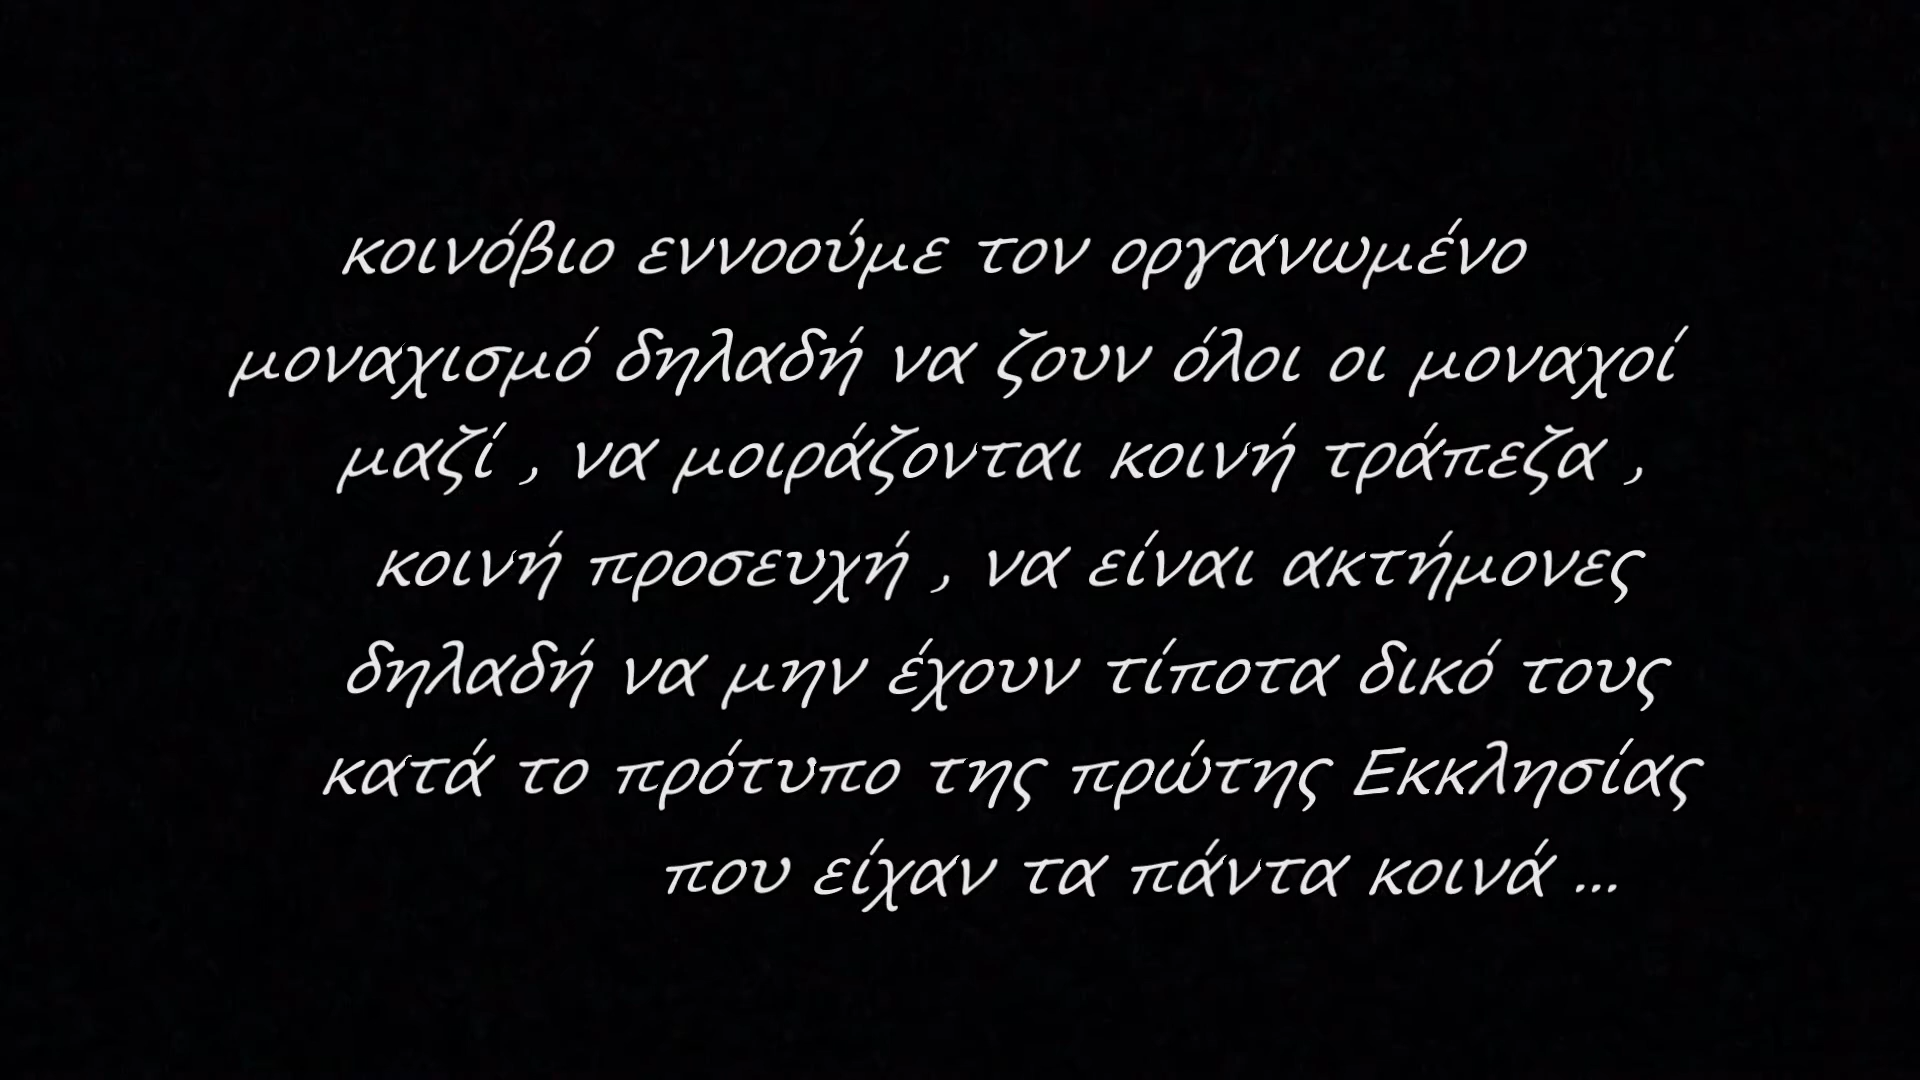 κοινόβιο εννοούμε τον οργανωμένο
μοναχισμό δηλαδή να ζουν όλοι οι μοναχοί
μαζί , να μοιράζονται κοινή τράπεζα ,
κοινή προσευχή , να είναι ακτήμονες
δηλαδή να μην έχουν τίποτα δικό τους
κατά το πρότυπο της πρώτης Εκκλησίας
που είχαν τα πάντα κοινά ...